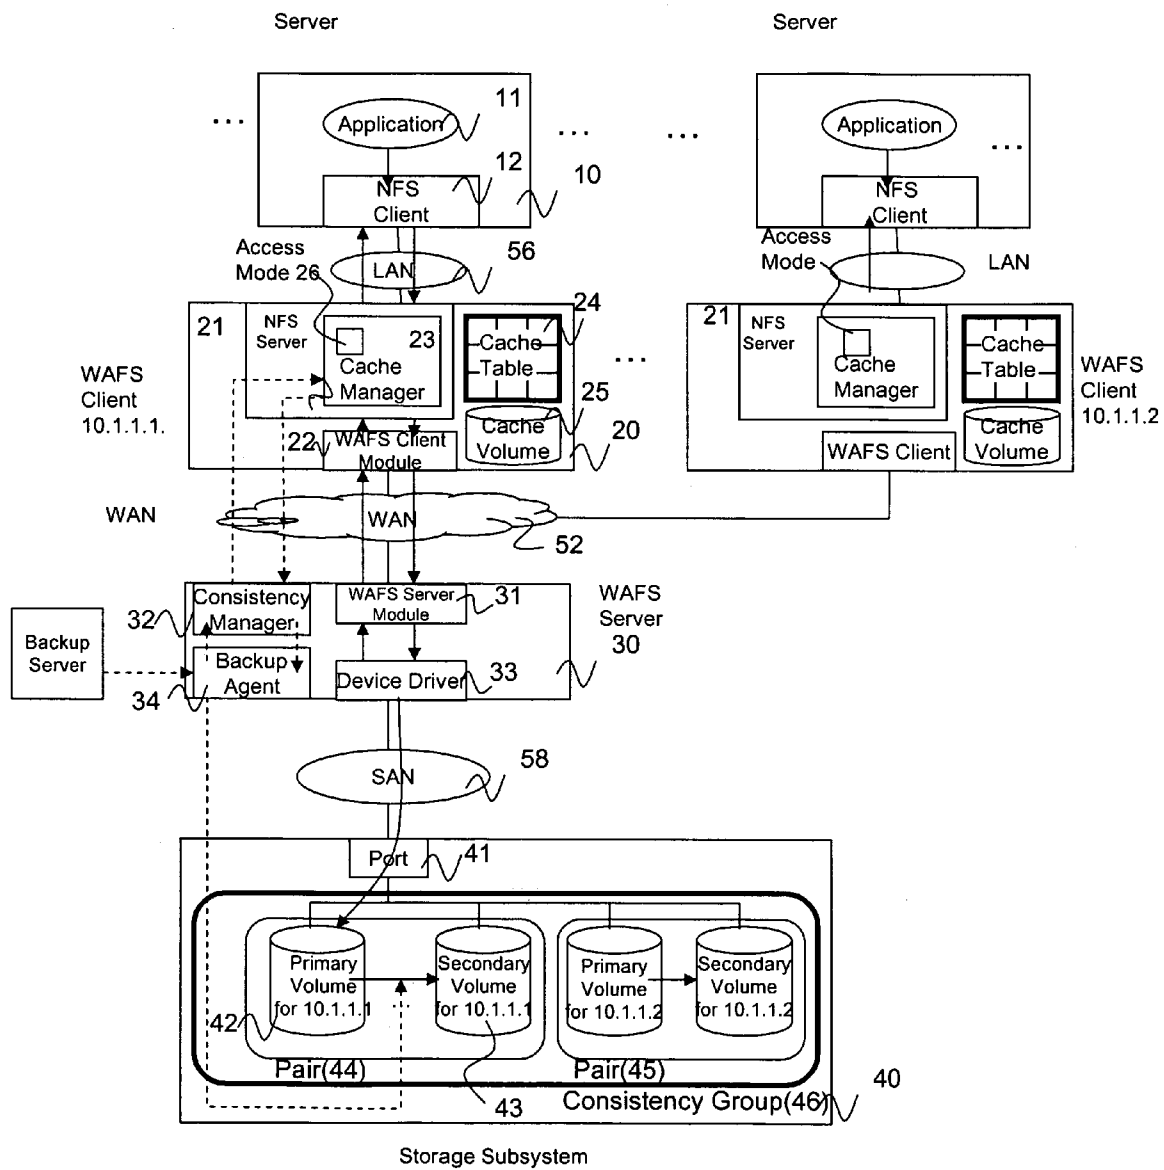 Server
Server
...
Application
11
...
...
Application
...
12
NFS
Client
10
NFS
Client
Access
Mode 26
LAN
56
Access
Mode
LAN
21
NFS
Server
23
Cache
Manager
Cache
Table
24
...
21
NFS
Server
Cache
Manager
Cache
Table
WAFS
Client
10.1.1.1.
22
WAFS Client
Module
Cache
Volume
25
20
WAFS Client
Cache
Volume
WAFS
Client
10.1.1.2
WAN
WAN
52
Backup
Server
32
Consistency
Manager
WAFS Server
Module
31
WAFS
Server
30
34
Backup
Agent
Device Driver
33
SAN
58
Port
41
Primary
Volume
for 10.1.1.1
...
Secondary
Volume
for 10.1.1.1
Primary
Volume
for 10.1.1.2
Secondary
Volume
for 10.1.1.2
42
Pair(44)
43
Pair(45)
Consistency Group(46)
40
Storage Subsystem